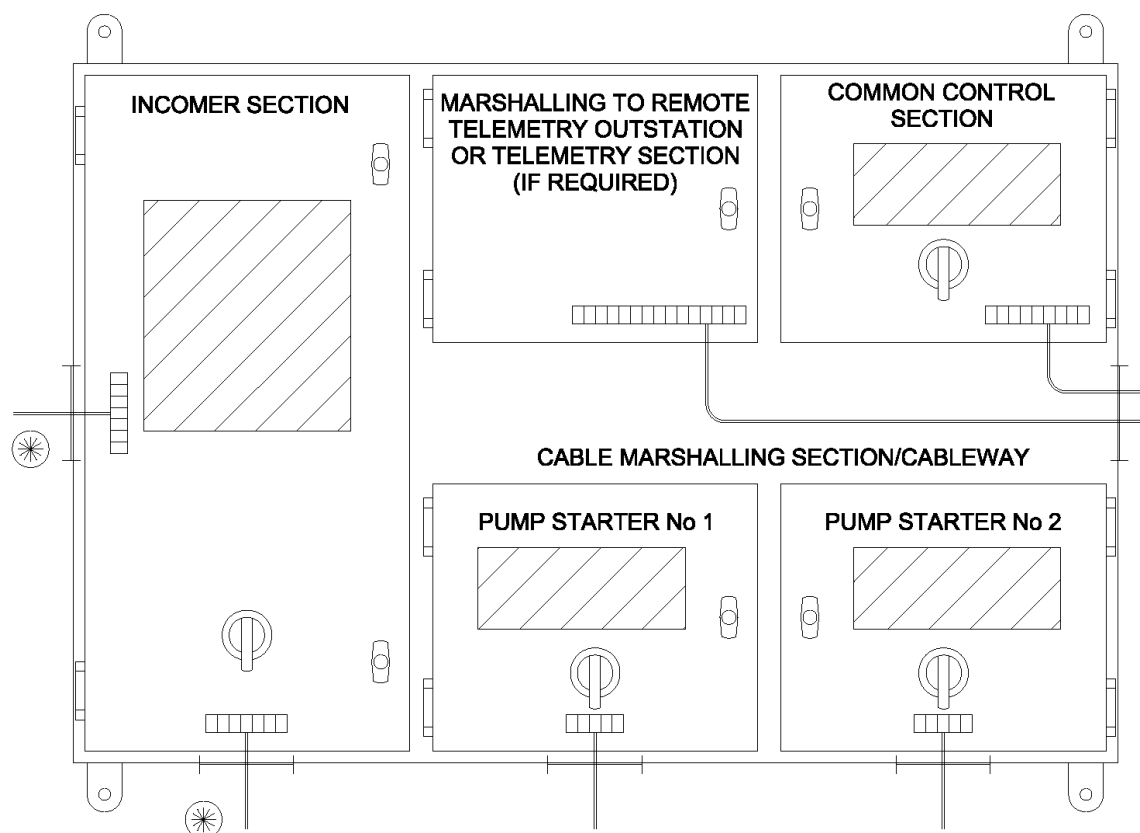 INCOMER SECTION
MARSHALLING TO REMOTE
TELEMETRY OUTSTATION
OR TELEMETRY SECTION
(IF REQUIRED)
COMMON CONTROL
SECTION
CABLE MARSHALLING SECTION/CABLEWAY
PUMP STARTER No 1
PUMP STARTER No 2